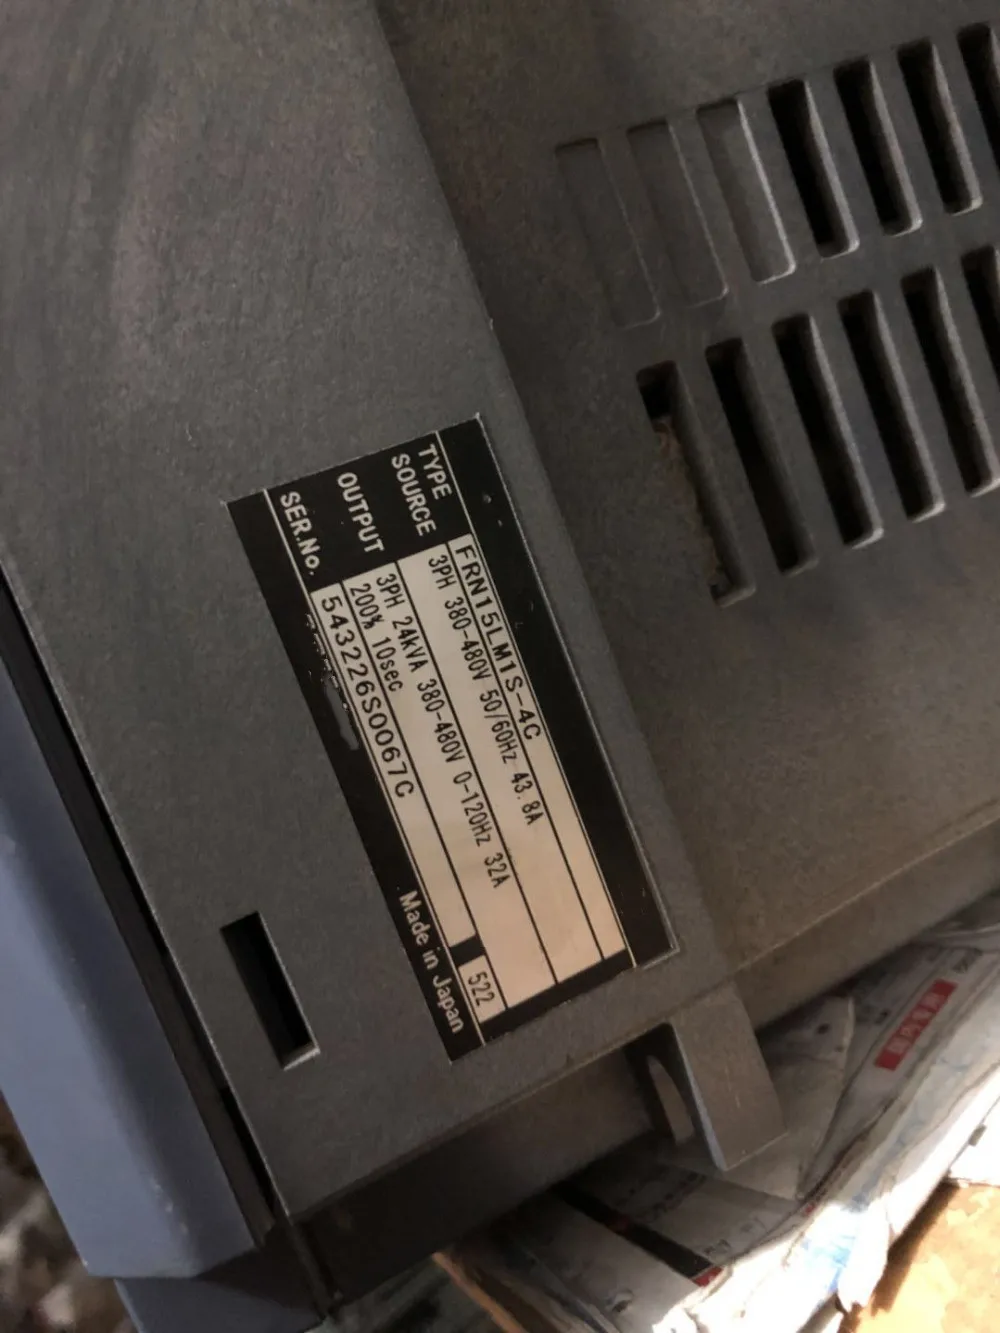 TYPE FRN15LM1S-4C
SOURCE 3PH 380-480V 50/60Hz 43.8A
OUTPUT 3PH 24kVA 380-480V 0-120Hz 32A
200% 10sec
SER.No. 543226S0067C 522
Made in Japan